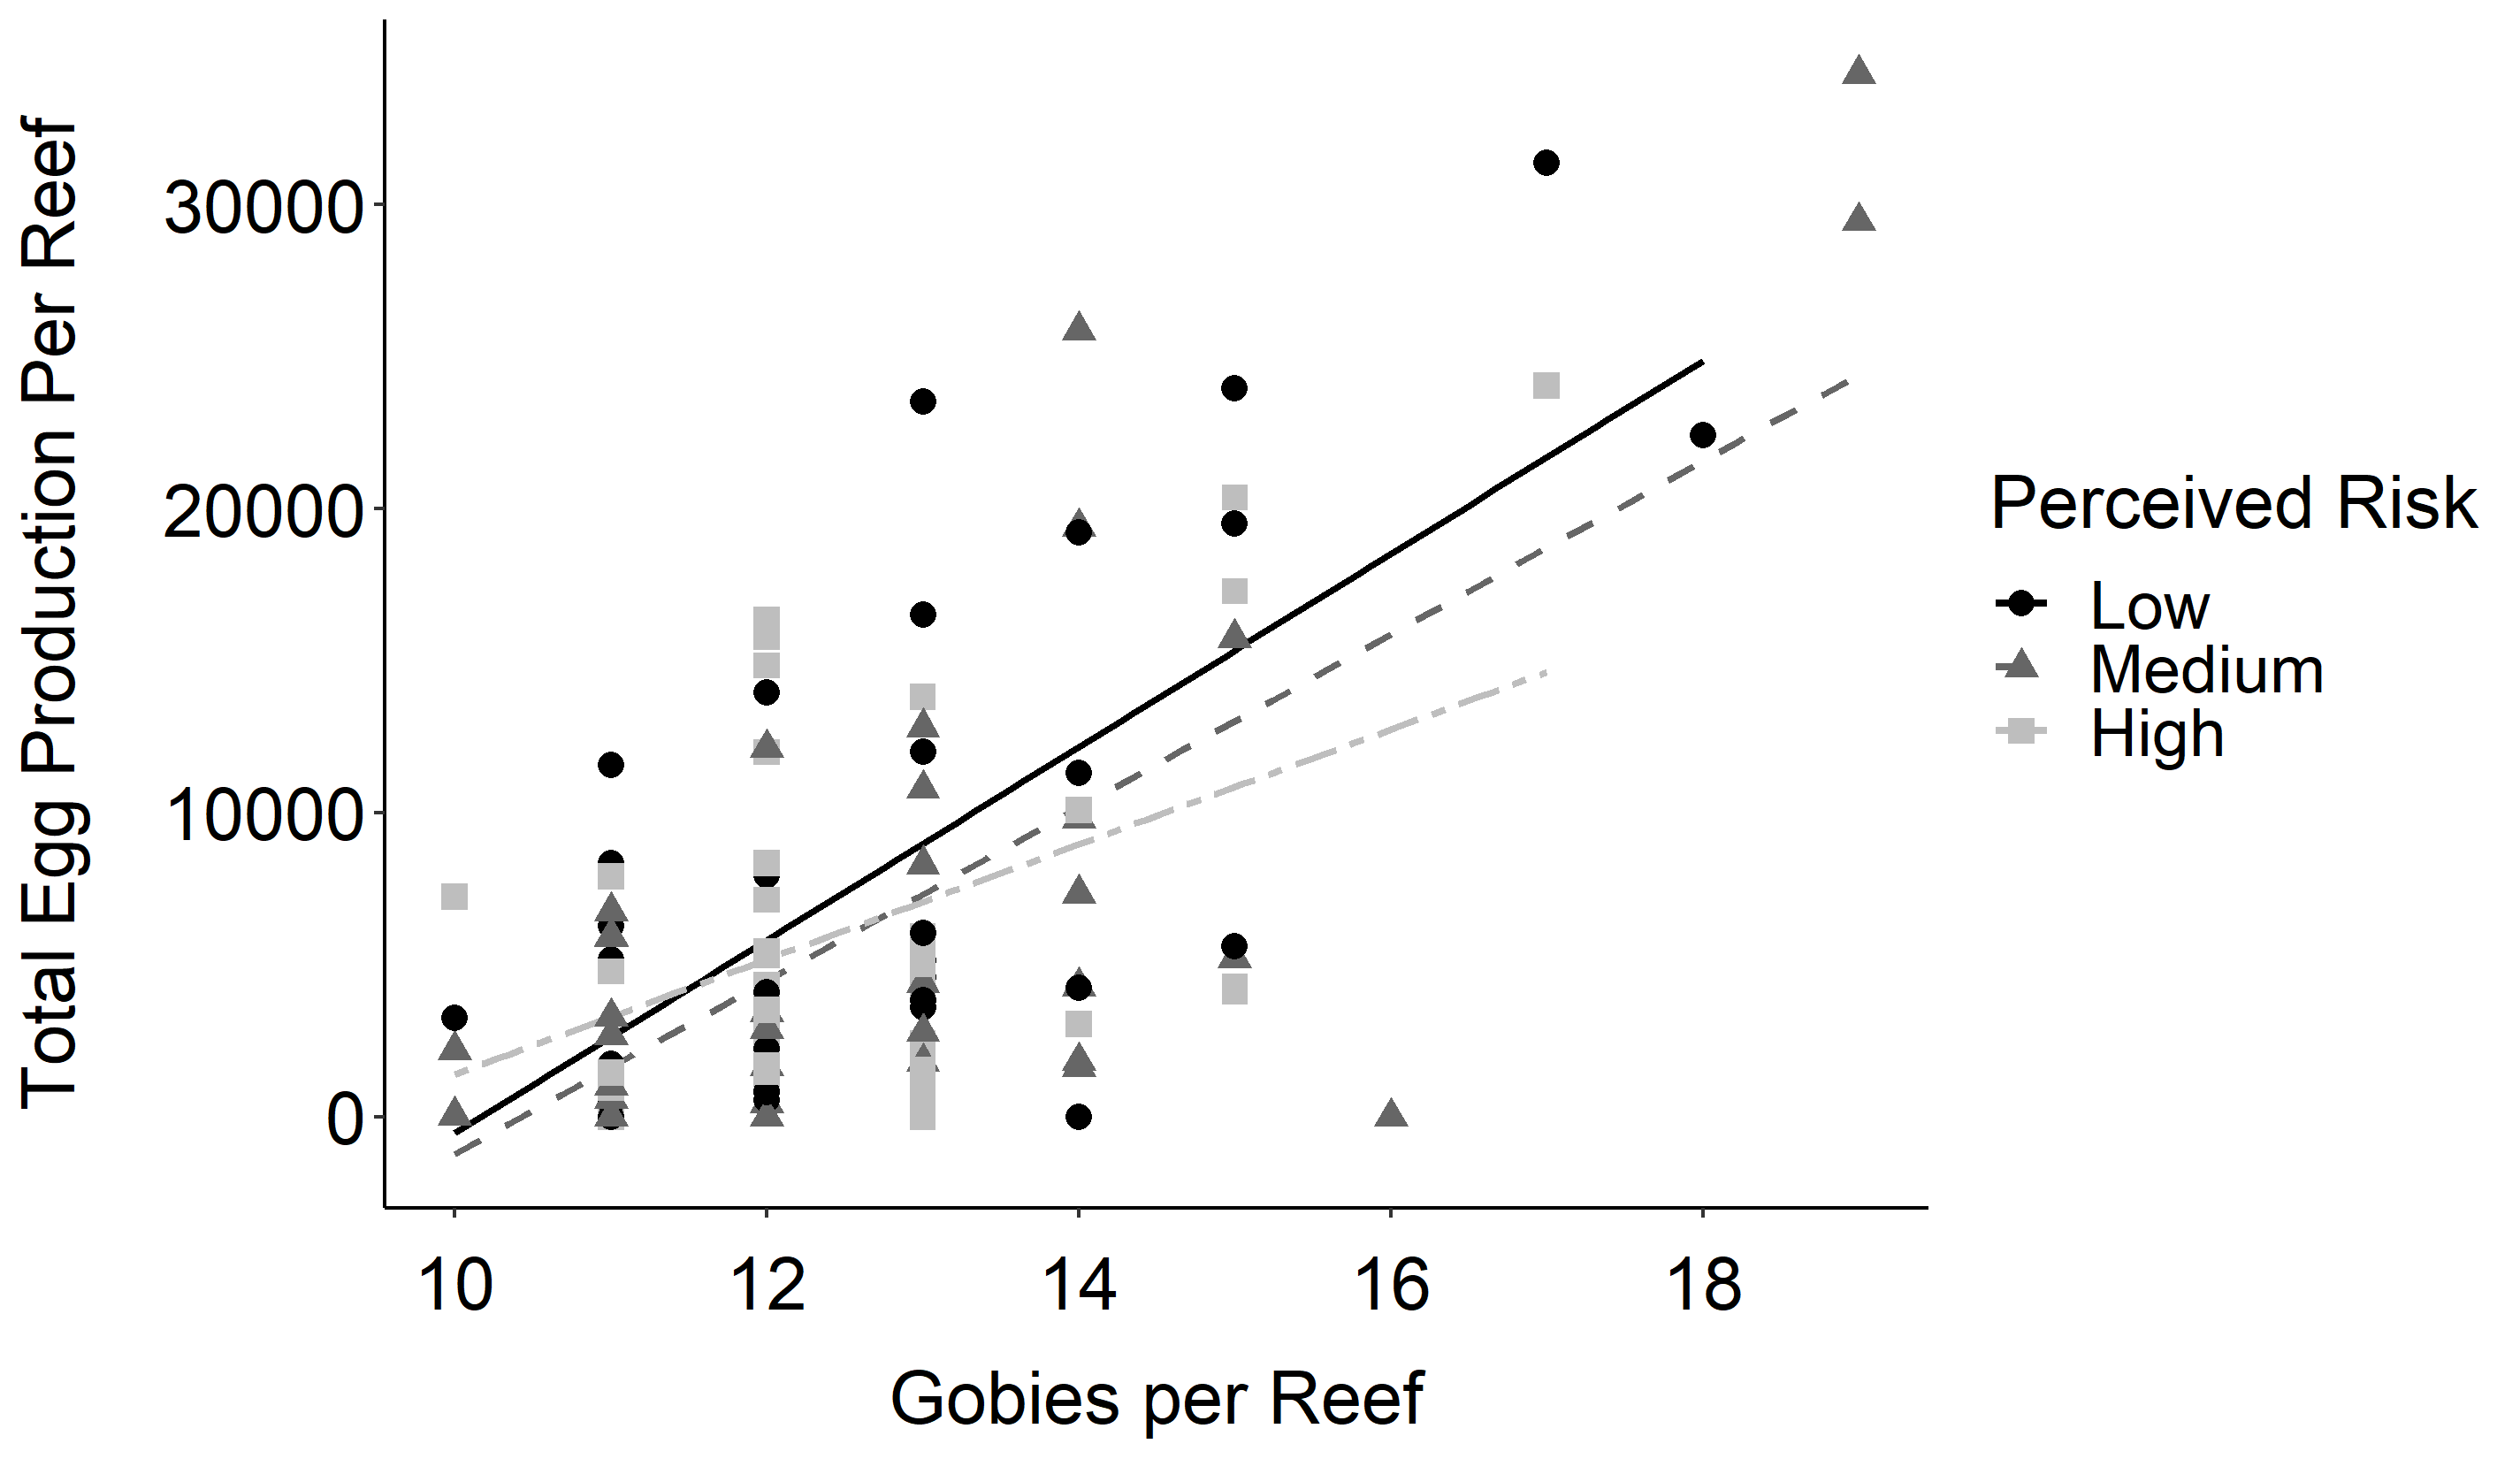 Total Egg Production Per Reef
30000
20000
10000
0
10 12 14 16 18
Gobies per Reef
Perceived Risk
Low
Medium
High